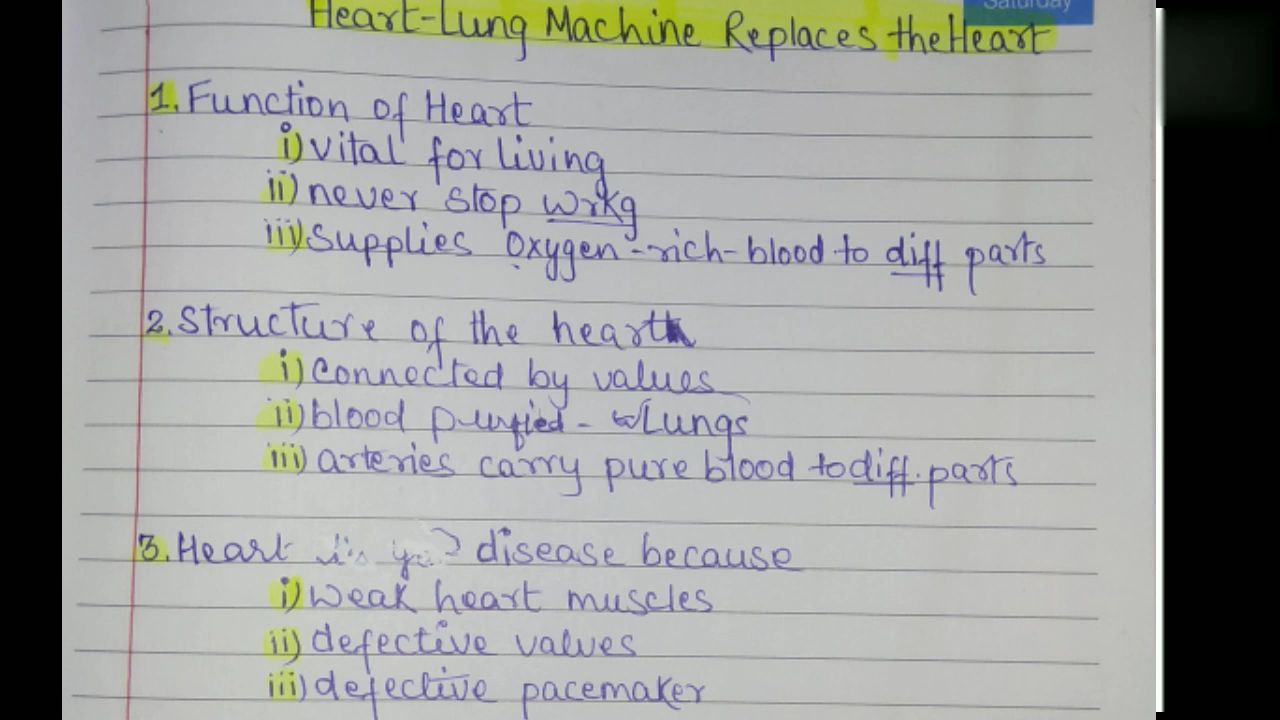 Saturday
Heart-Lung Machine Replaces the Heart
1. Function of Heart
i) vital for living
ii) never stop wrkg
iii) Supplies Oxygen-rich-blood to diff parts
2. Structure of the heart
i) connected by values
ii) blood purfied - Lungs
iii) arteries carry pure blood to diff. parts
3. Heart disease because
i) weak heart muscles
ii) defective values
iii) defective pacemaker